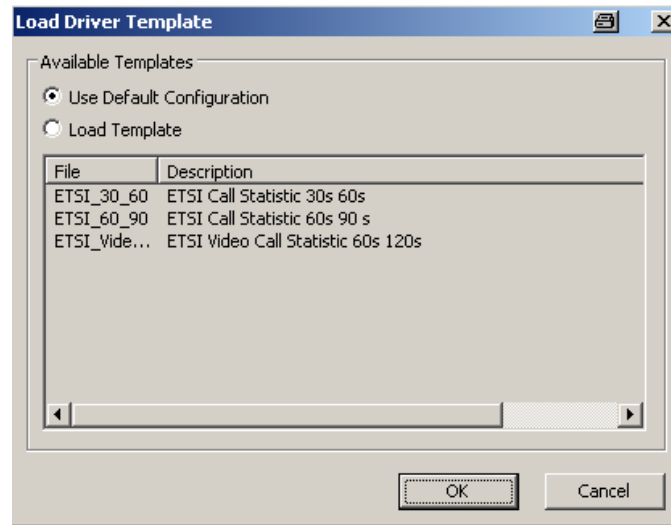 Load Driver Template
Available Templates
Use Default Configuration
Load Template
File Description
ETSI_30_60 ETSI Call Statistic 30s 60s
ETSI_60_90 ETSI Call Statistic 60s 90 s
ETSI_Vide... ETSI Video Call Statistic 60s 120s
OK Cancel